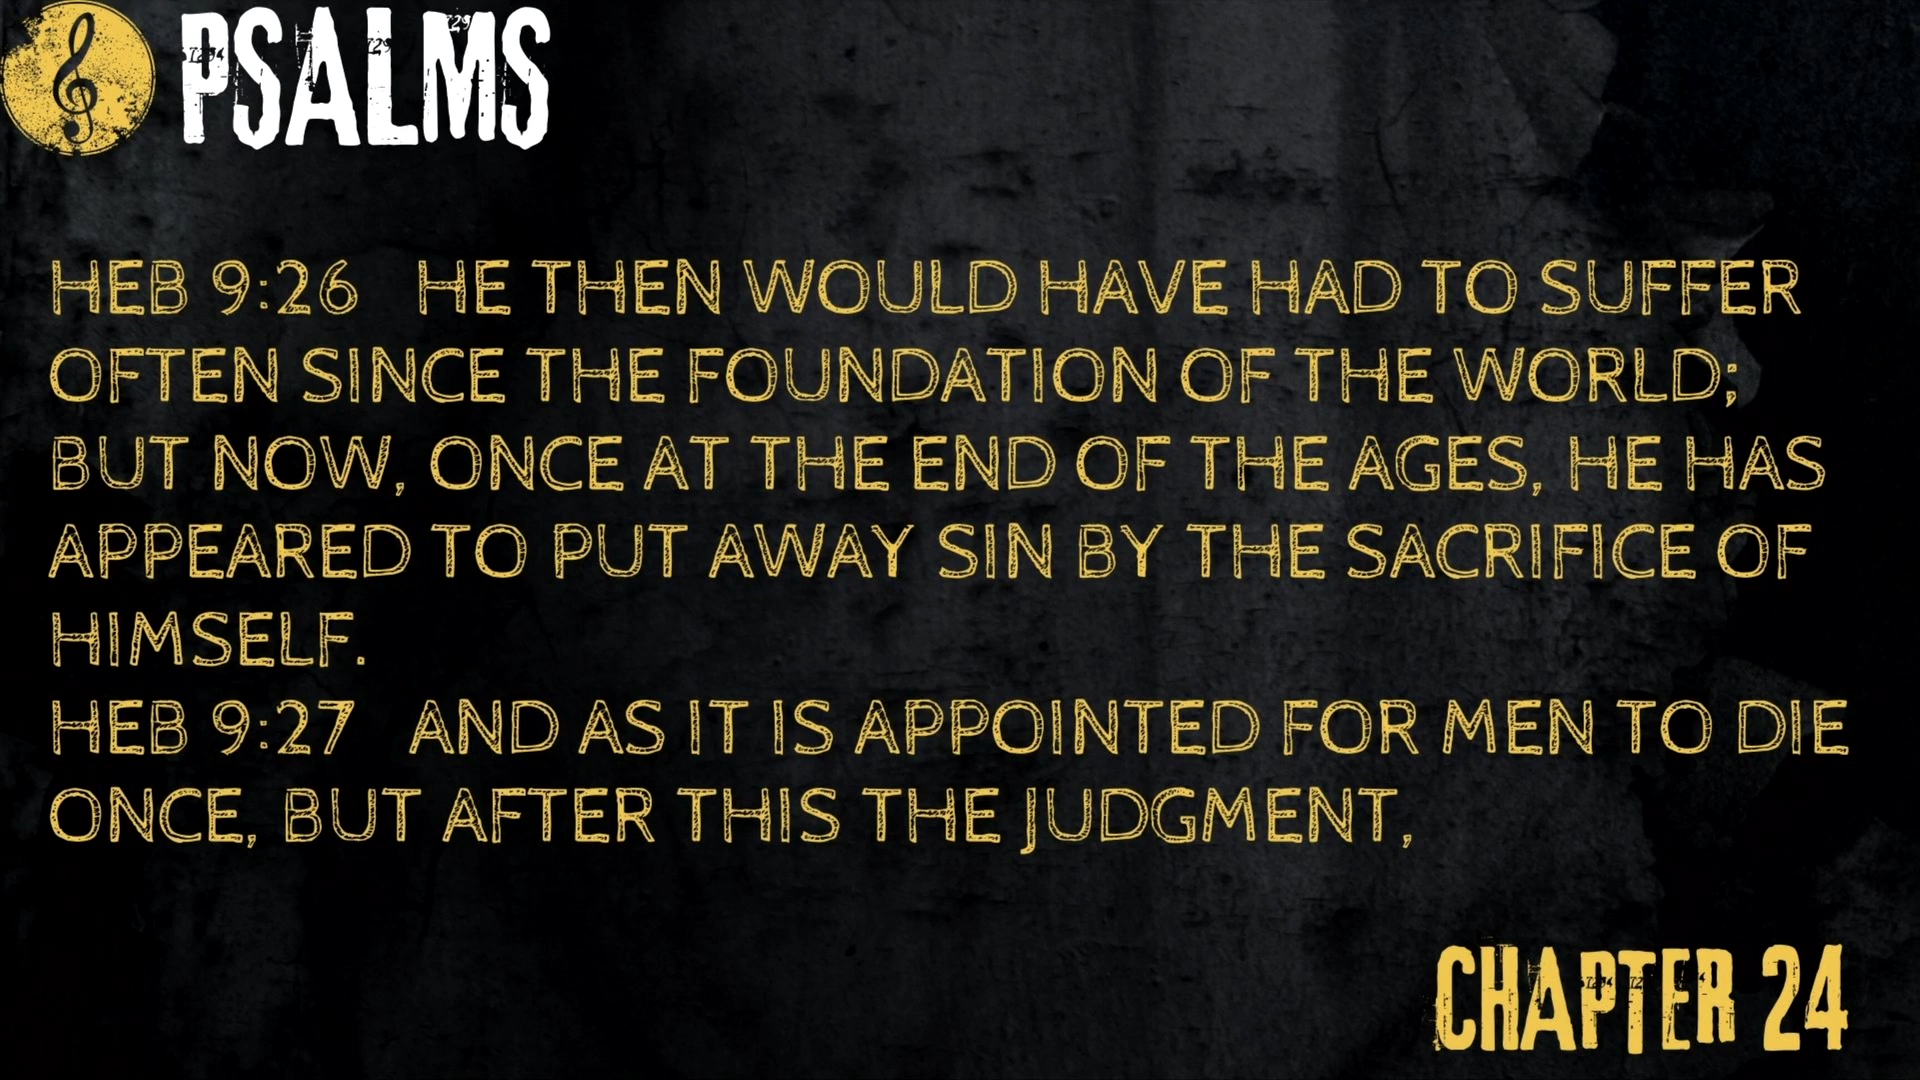 PSALMS
HEB 9:26 HE THEN WOULD HAVE HAD TO SUFFER
OFTEN SINCE THE FOUNDATION OF THE WORLD;
BUT NOW, ONCE AT THE END OF THE AGES, HE HAS
APPEARED TO PUT AWAY SIN BY THE SACRIFICE OF
HIMSELF.
HEB 9:27 AND AS IT IS APPOINTED FOR MEN TO DIE
ONCE, BUT AFTER THIS THE JUDGMENT,
CHAPTER 24